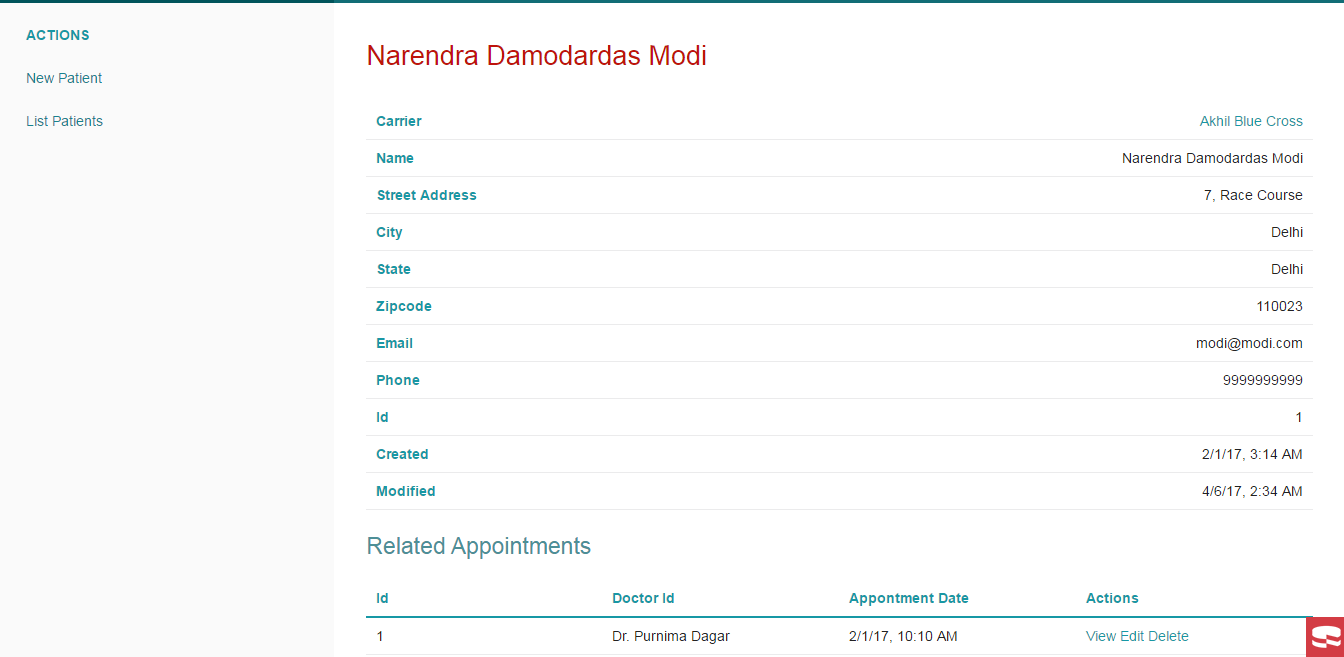 ACTIONS
New Patient
List Patients
Narendra Damodardas Modi
Carrier Akhil Blue Cross
Name Narendra Damodardas Modi
Street Address 7, Race Course
City Delhi
State Delhi
Zipcode 110023
Email modi@modi.com
Phone 9999999999
Id 1
Created 2/1/17, 3:14 AM
Modified 4/6/17, 2:34 AM
Related Appointments
Id Doctor Id Appontment Date Actions
1 Dr. Purnima Dagar 2/1/17, 10:10 AM View Edit Delete